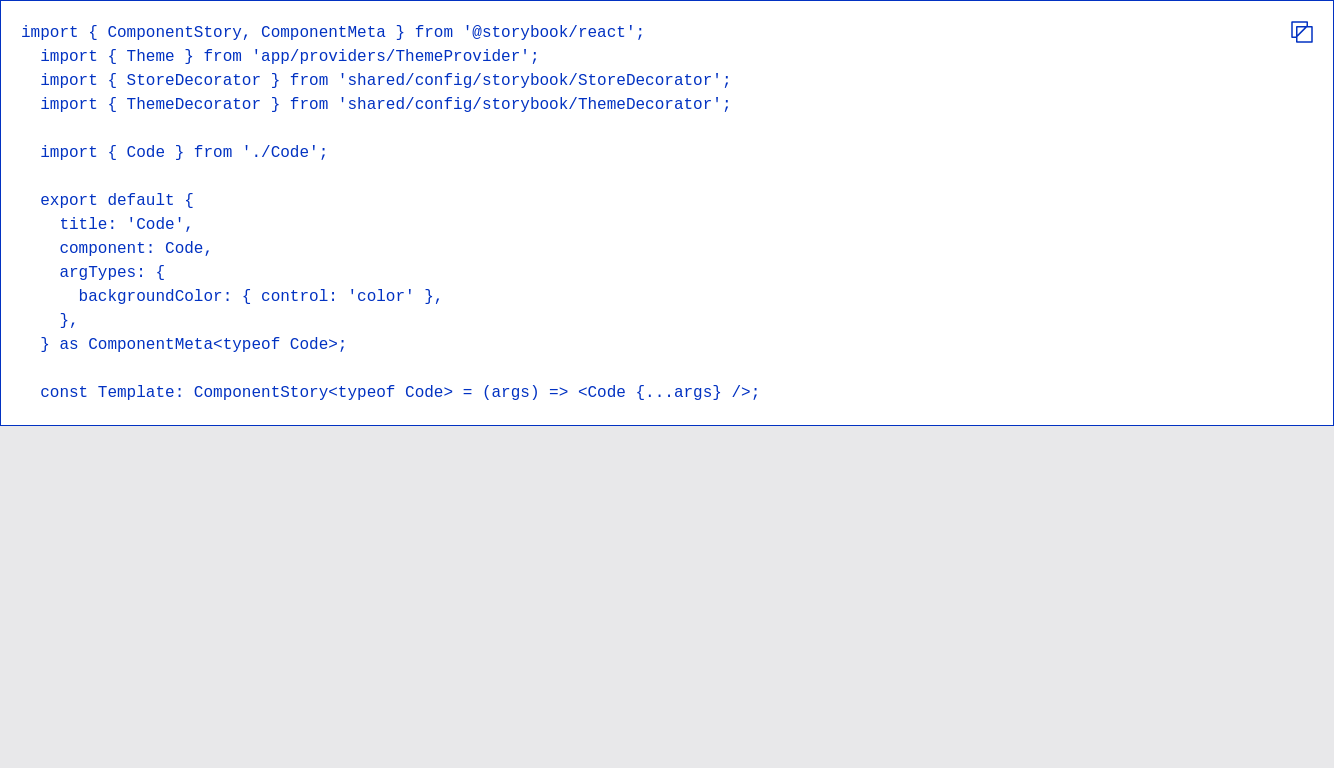 import { ComponentStory, ComponentMeta } from '@storybook/react';
  import { Theme } from 'app/providers/ThemeProvider';
  import { StoreDecorator } from 'shared/config/storybook/StoreDecorator';
  import { ThemeDecorator } from 'shared/config/storybook/ThemeDecorator';

  import { Code } from './Code';

  export default {
    title: 'Code',
    component: Code,
    argTypes: {
      backgroundColor: { control: 'color' },
    },
  } as ComponentMeta<typeof Code>;

  const Template: ComponentStory<typeof Code> = (args) => <Code {...args} />;